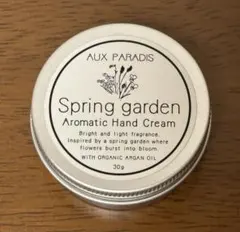 AUX PARADIS
Spring garden
Aromatic Hand Cream
Bright and light fragrance.
Inspired by a spring garden where
flowers burst into bloom.
WITH ORGANIC ARGAN OIL
30g